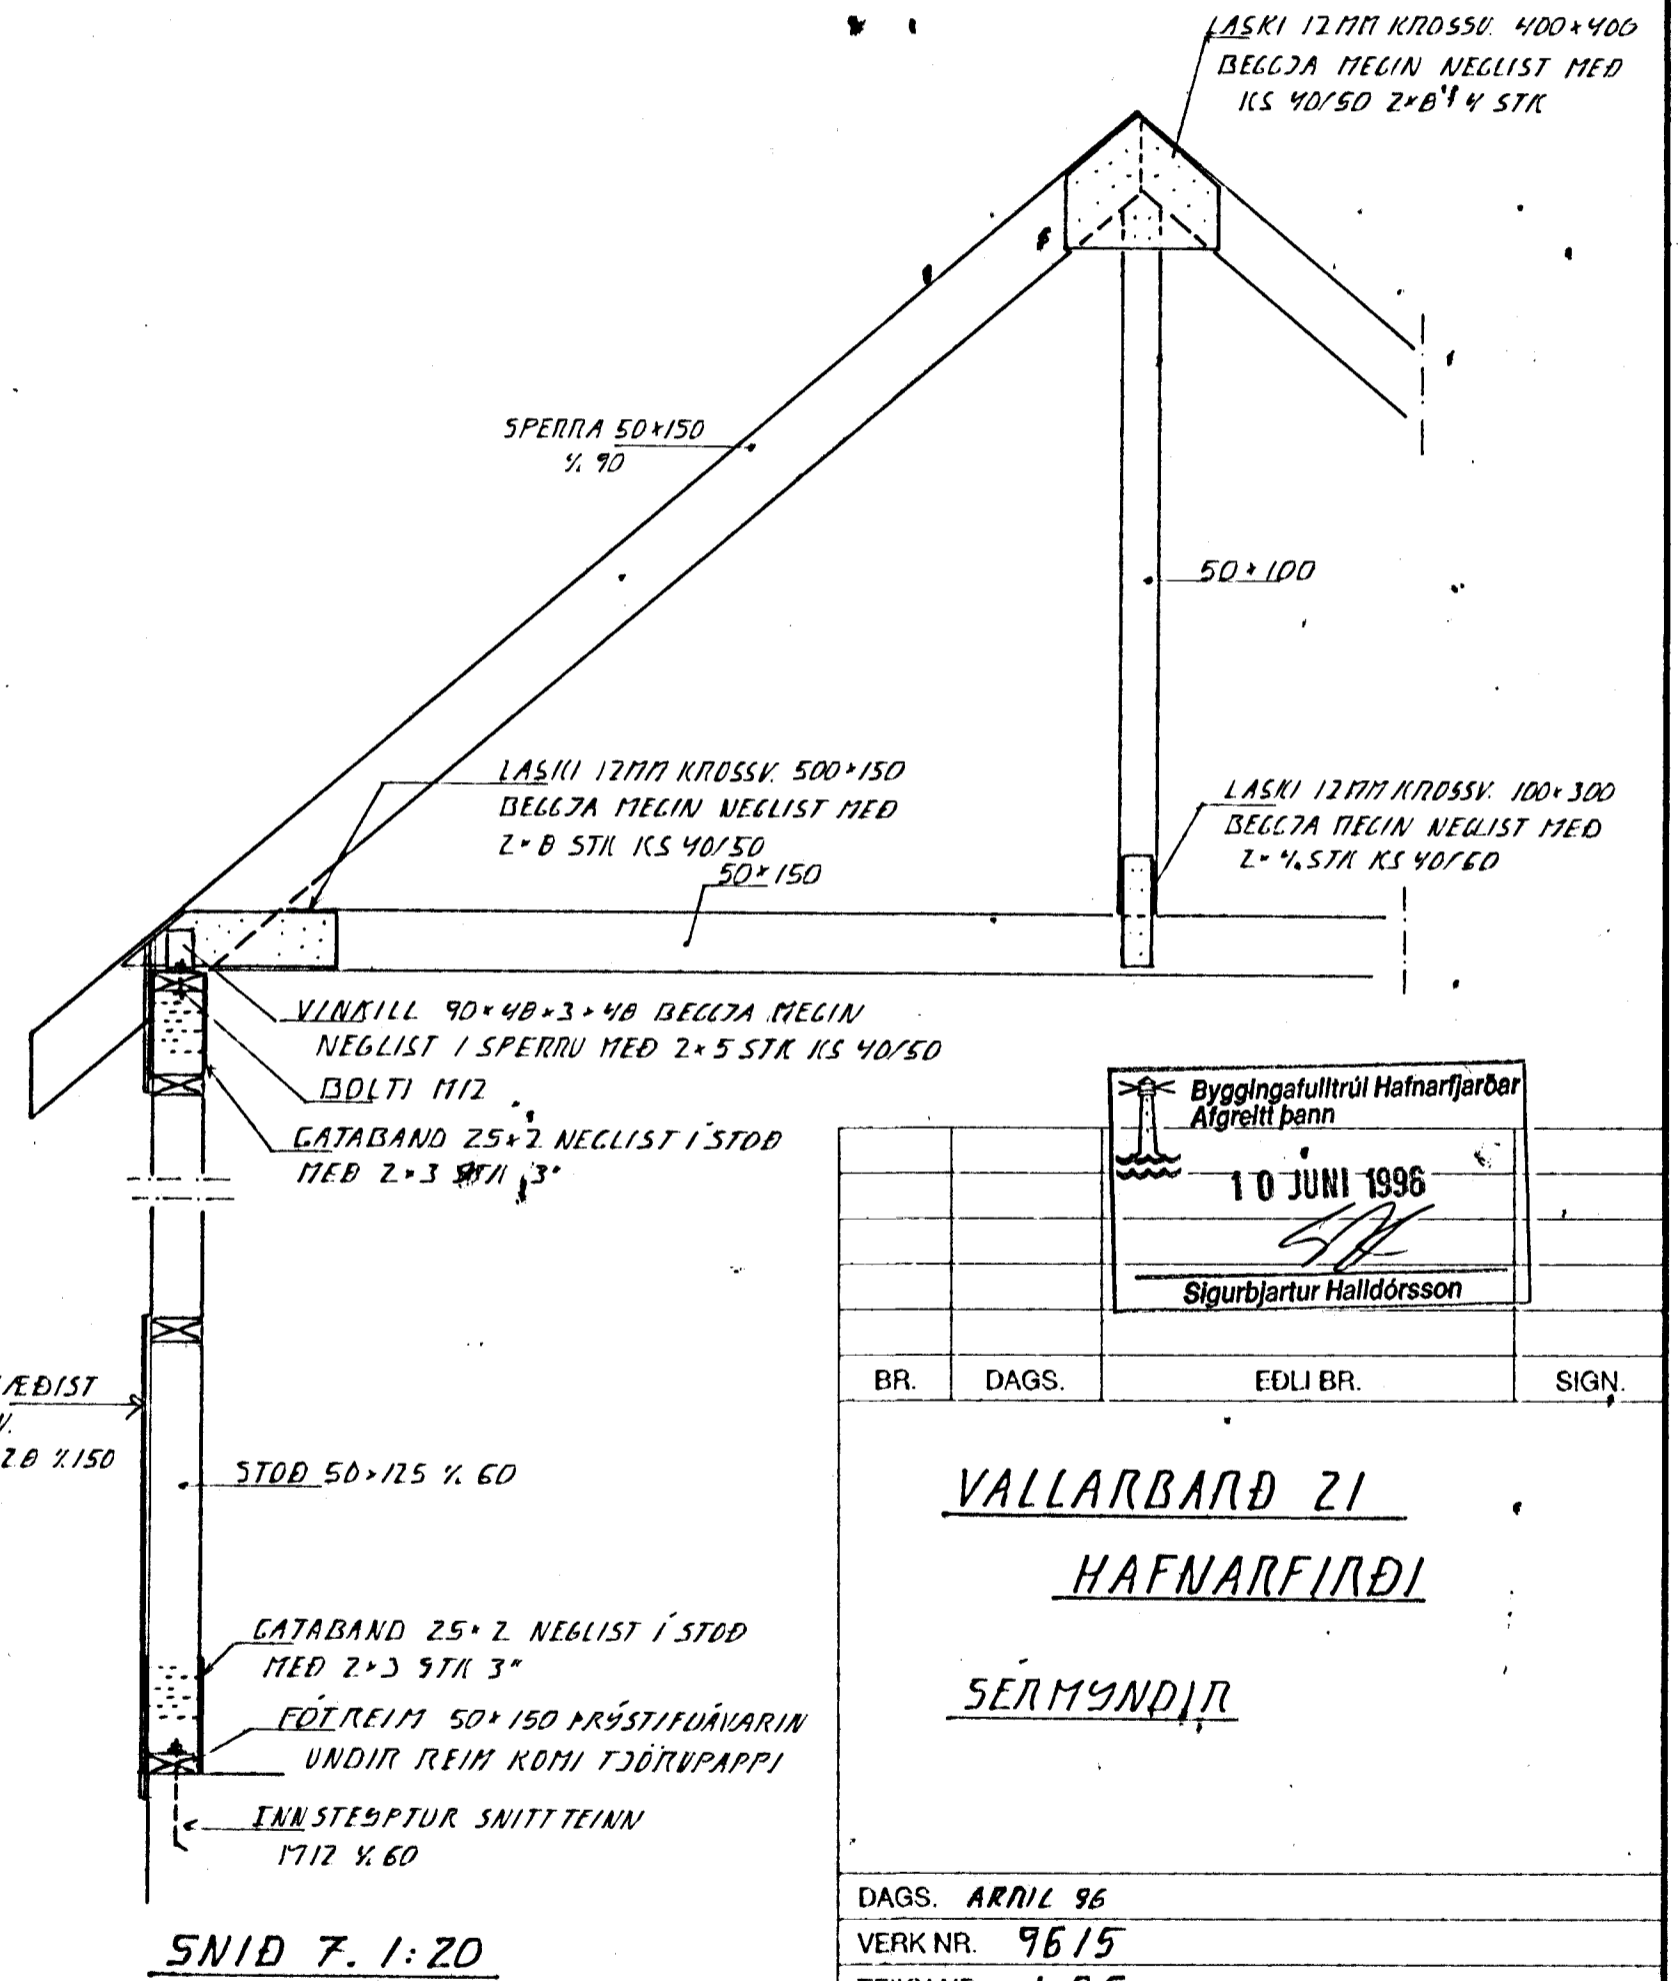 LASKI 12MM KROSSV. 400×400
BEGGJA MEGIN NEGLIST MEÐ
KS 40/50 2×8 4 STK
SPERRA 50×150
% 90
50×100
LASKI 12MM KROSSV. 500×150
BEGGJA MEGIN NEGLIST MEÐ
2×8 STK KS 40/50
50×150
LASKI 12MM KROSSV. 100×300
BEGGJA MEGIN NEGLIST MEÐ
2×4 STK KS 40/60
VINKILL 90×48×3×48 BEGGJA MEGIN
NEGLIST Í SPERRU MEÐ 2×5 STK KS 40/50
BOLTI M12
GATABAND 25×2 NEGLIST Í STOÐ
MEÐ 2×3 STK 3"
Byggingafulltrúi Hafnarfjarðar
Afgreitt þann
10 JUNI 1996
Sigurbjartur Halldórsson
BR. DAGS. EÐLI BR. SIGN.
ÆÐIST
V.
28 %150
STOÐ 50×125 % 60
VALLARBARÐ 21
HAFNARFIRÐI
SÉRMYNDIR
GATABAND 25×2 NEGLIST Í STOÐ
MEÐ 2×3 STK 3"
FÓTREIM 50×150 ÞRÝSTIFÚAVARIN
UNDIR REIM KOMI TJÖRUPAPPI
INNSTEYPTUR SNITTTEINN
M12 % 60
SNIÐ 7. 1:20
DAGS. APRIL 96
VERK NR. 9615